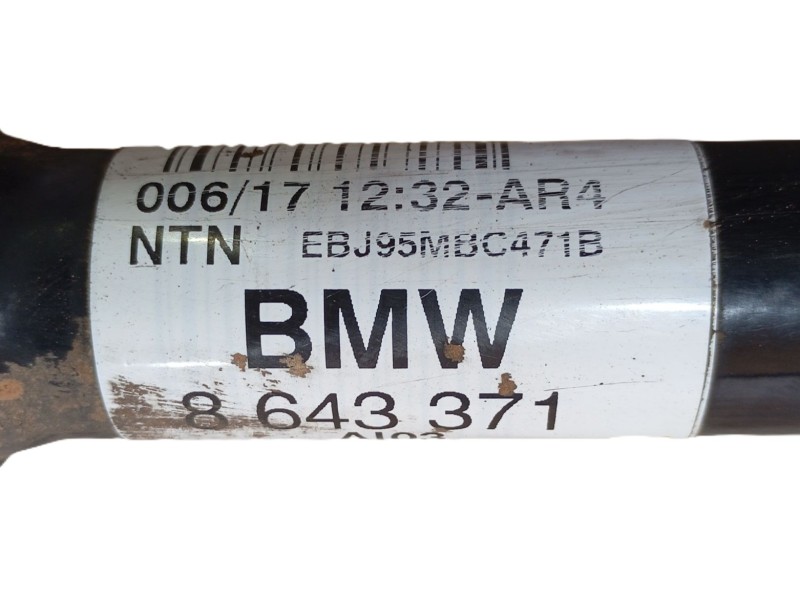 006/17 12:32-AR4
NTN EBJ95MBC471B
BMW
8 643 371